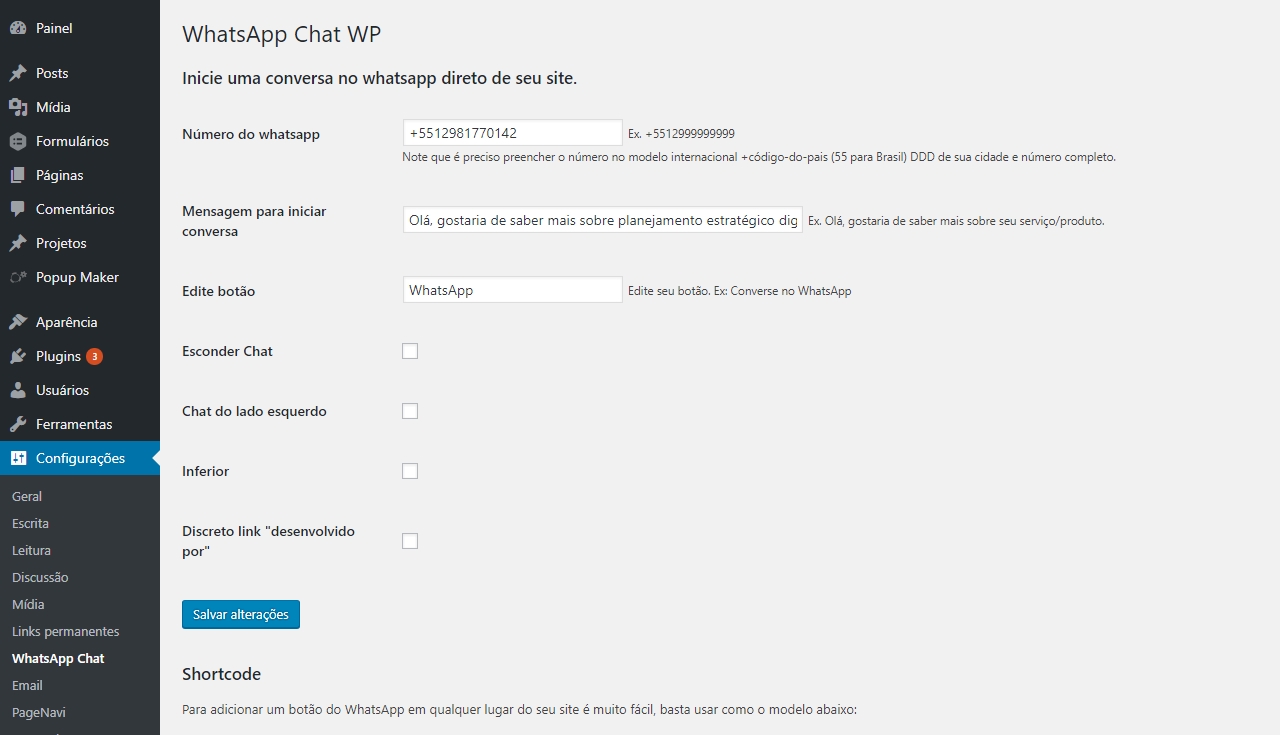 Painel
Posts
Mídia
Formulários
Páginas
Comentários
Projetos
Popup Maker
Aparência
Plugins 3
Usuários
Ferramentas
Configurações
Geral
Escrita
Leitura
Discussão
Mídia
Links permanentes
WhatsApp Chat
Email
PageNavi
WhatsApp Chat WP
Inicie uma conversa no whatsapp direto de seu site.
Número do whatsapp
+5512981770142
Ex. +5512999999999
Note que é preciso preencher o número no modelo internacional +código-do-pais (55 para Brasil) DDD de sua cidade e número completo.
Mensagem para iniciar
conversa
Olá, gostaria de saber mais sobre planejamento estratégico dig
Ex. Olá, gostaria de saber mais sobre seu serviço/produto.
Edite botão
WhatsApp
Edite seu botão. Ex: Converse no WhatsApp
Esconder Chat
Chat do lado esquerdo
Inferior
Discreto link "desenvolvido
por"
Salvar alterações
Shortcode
Para adicionar um botão do WhatsApp em qualquer lugar do seu site é muito fácil, basta usar como o modelo abaixo: